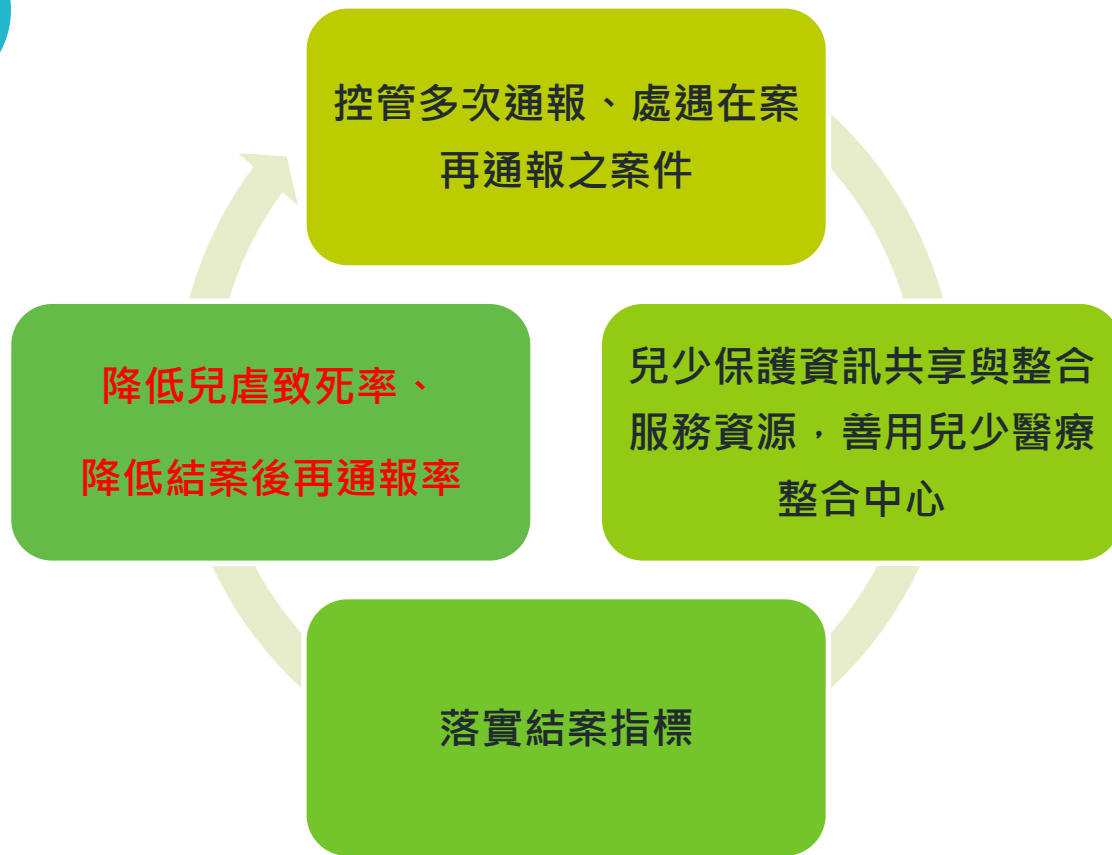 控管多次通報、處遇在案
再通報之案件
兒少保護資訊共享與整合
服務資源，善用兒少醫療
整合中心
落實結案指標
降低兒虐致死率、
降低結案後再通報率